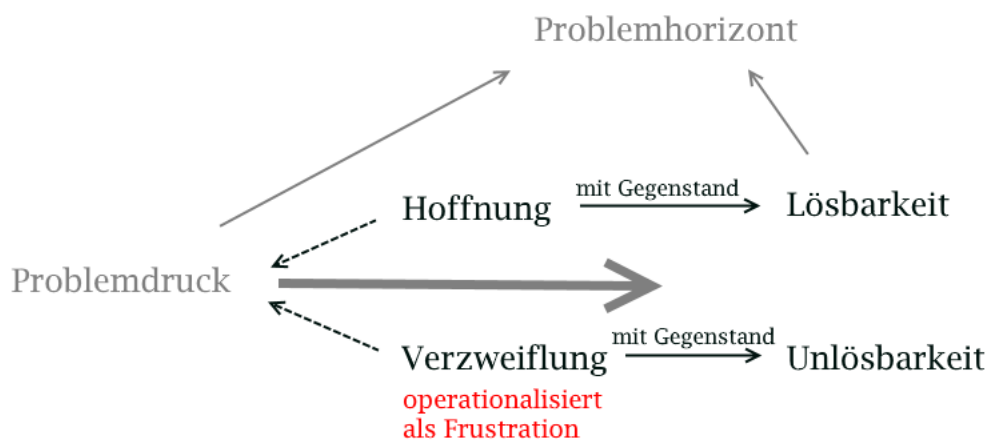 Problemhorizont
mit Gegenstand
Hoffnung
Lösbarkeit
Problemdruck
mit Gegenstand
Verzweiflung
Unlösbarkeit
operationalisiert
als Frustration